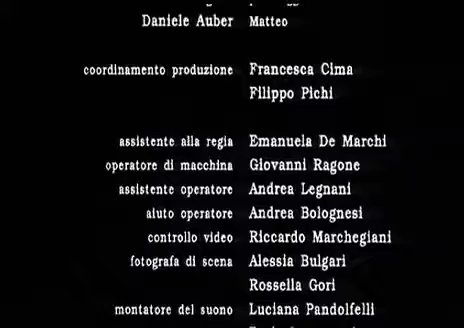 Daniele Auber Matteo
coordinamento produzione Francesca Cima
Filippo Pichi
assistente alla regia Emanuela De Marchi
operatore di macchina Giovanni Ragone
assistente operatore Andrea Legnani
aiuto operatore Andrea Bolognesi
controllo video Riccardo Marchegiani
fotografa di scena Alessia Bulgari
Rossella Gori
montatore del suono Luciana Pandolfelli